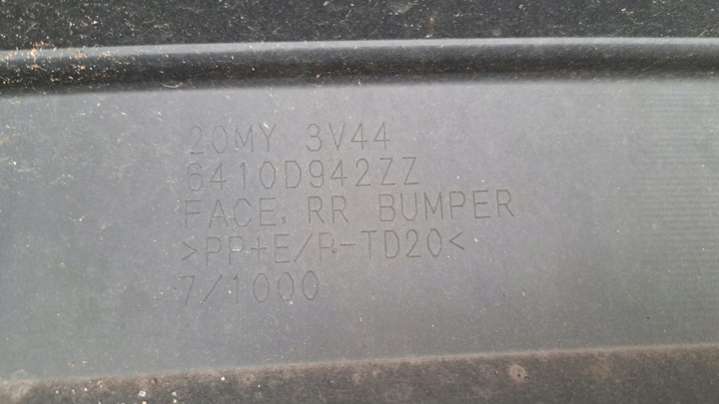 20MY 3V44
6410D942ZZ
FACE, RR BUMPER
>PP+E/P-TD20<
7/1000